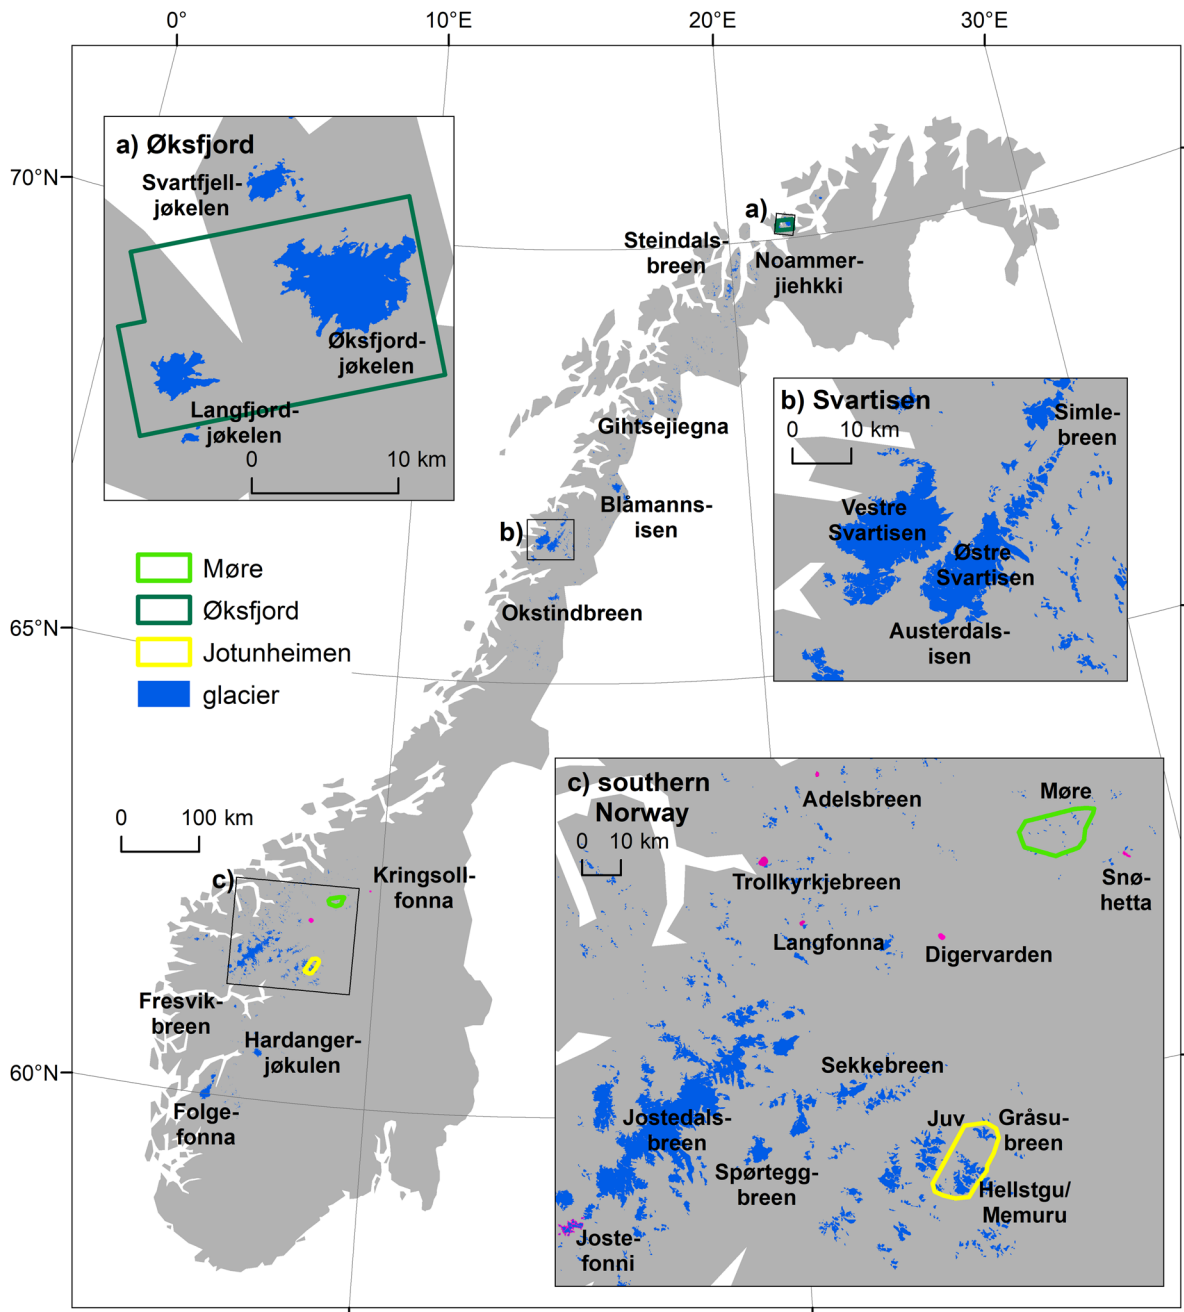 0°
10°E
20°E
30°E
70°N
65°N
60°N
a) Øksfjord
Svartfjell-
jøkelen
Øksfjord-
jøkelen
Langfjord-
jøkelen
0
10 km
a)
Steindals-
breen
Noammer-
jiehkki
Gihtsejiegna
Blåmanns-
isen
b)
Okstindbreen
b) Svartisen
0
10 km
Simle-
breen
Vestre
Svartisen
Østre
Svartisen
Austerdals-
isen
Møre
Øksfjord
Jotunheimen
glacier
0
100 km
c)
Kringsoll-
fonna
Fresvik-
breen
Hardanger-
jøkulen
Folge-
fonna
c) southern
Norway
0
10 km
Adelsbreen
Møre
Trollkyrkjebreen
Snø-
hetta
Langfonna
Digervarden
Sekkebreen
Jostedals-
breen
Juv
Gråsu-
breen
Spørtegg-
breen
Hellstgu/
Memuru
Joste-
fonni